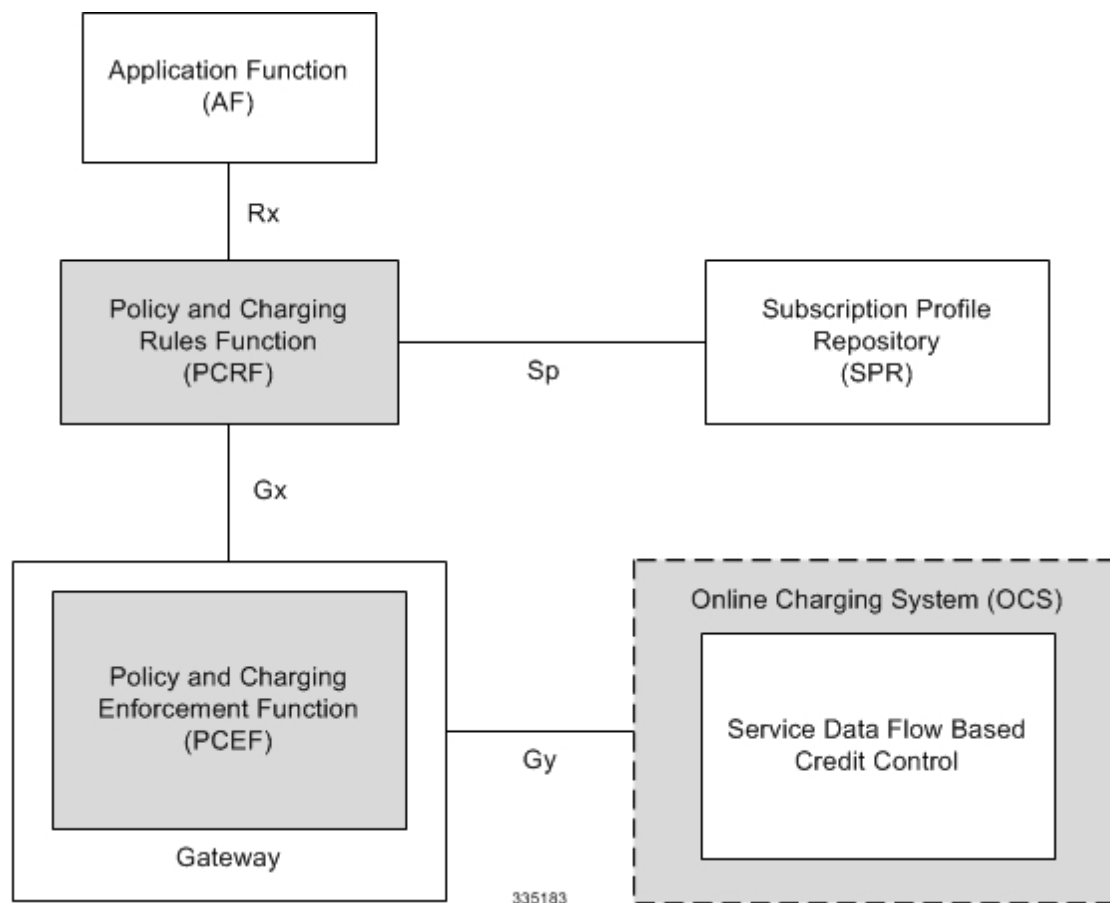 Application Function
(AF)
Rx
Policy and Charging
Rules Function
(PCRF)
Sp
Subscription Profile
Repository
(SPR)
Gx
Policy and Charging
Enforcement Function
(PCEF)
Gateway
Gy
Online Charging System (OCS)
Service Data Flow Based
Credit Control
335183